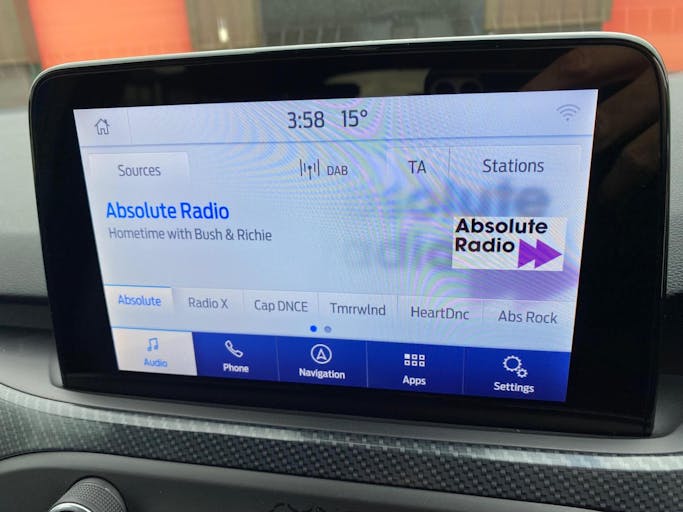 3:58 15°
Sources DAB TA Stations
Absolute Radio
Hometime with Bush & Richie
Absolute
Radio
Absolute Radio X Cap DNCE Tmrrwlnd HeartDnc Abs Rock
Audio Phone Navigation Apps Settings